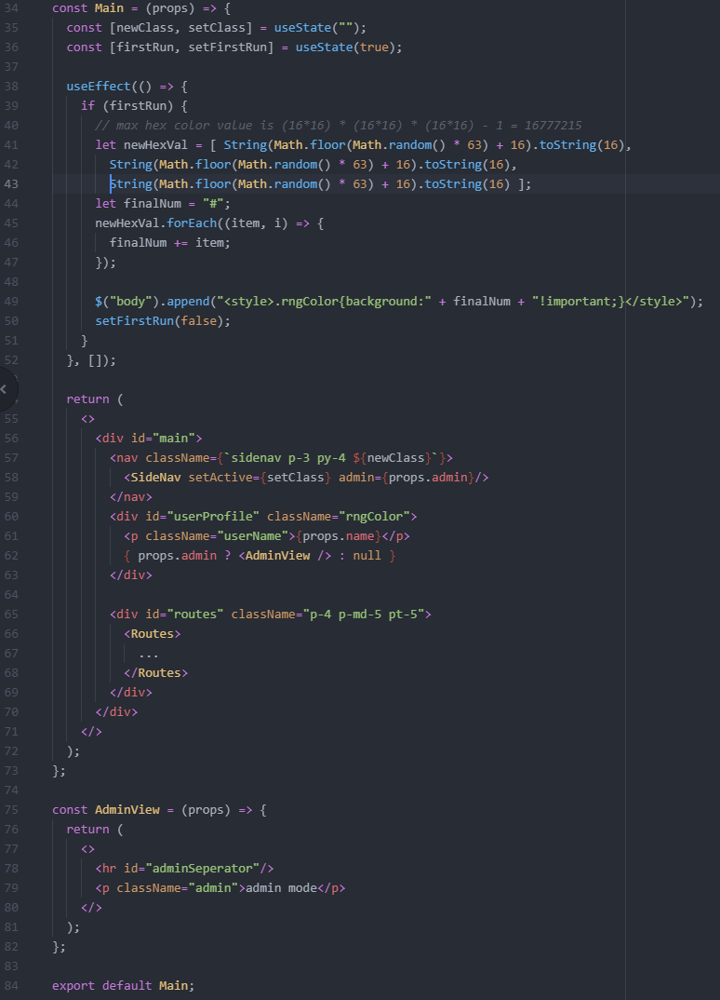 34 const Main = (props) => {
35 const [newClass, setClass] = useState("");
36 const [firstRun, setFirstRun] = useState(true);
37
38 useEffect(() => {
39 if (firstRun) {
40 // max hex color value is (16*16) * (16*16) * (16*16) - 1 = 16777215
41 let newHexVal = [ String(Math.floor(Math.random() * 63) + 16).toString(16),
42 String(Math.floor(Math.random() * 63) + 16).toString(16),
43 String(Math.floor(Math.random() * 63) + 16).toString(16) ];
44 let finalNum = "#";
45 newHexVal.forEach((item, i) => {
46 finalNum += item;
47 });
48
49 $("body").append("<style>.rngColor{background:" + finalNum + "!important;}</style>");
50 setFirstRun(false);
51 }
52 }, []);

return (
55 <>
56 <div id="main">
57 <nav className={`sidenav p-3 py-4 ${newClass}`}>
58 <SideNav setActive={setClass} admin={props.admin}/>
59 </nav>
60 <div id="userProfile" className="rngColor">
61 <p className="userName">{props.name}</p>
62 { props.admin ? <AdminView /> : null }
63 </div>
64
65 <div id="routes" className="p-4 p-md-5 pt-5">
66 <Routes>
67 ...
68 </Routes>
69 </div>
70 </div>
71 </>
72 );
73 };
74
75 const AdminView = (props) => {
76 return (
77 <>
78 <hr id="adminSeperator"/>
79 <p className="admin">admin mode</p>
80 </>
81 );
82 };
83
84 export default Main;